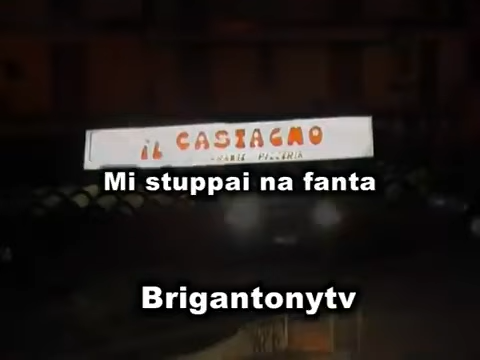 iL CASTAGNO
PIZZERIA
Mi stuppai na fanta
Brigantonytv